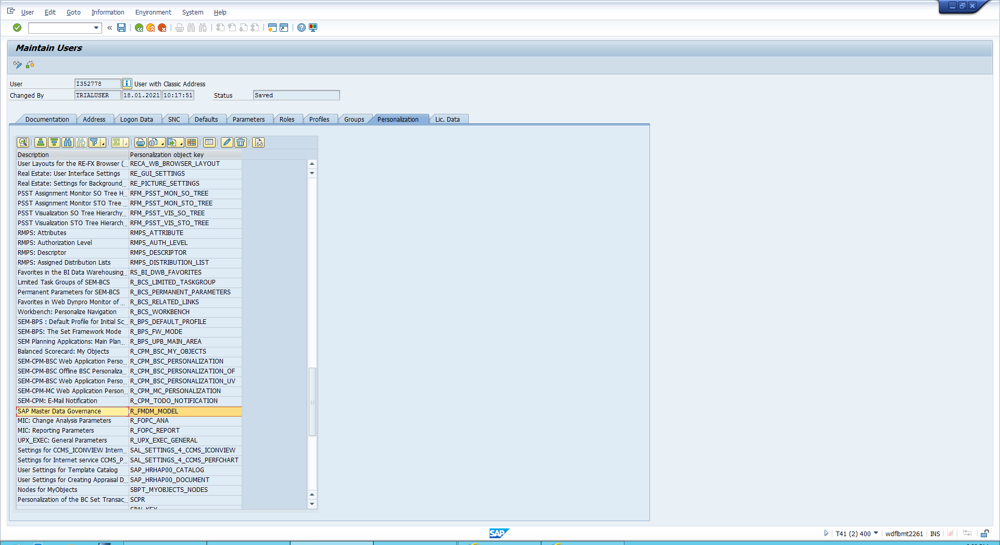 User Edit Goto Information Environment System Help
Maintain Users
User I352778 User with Classic Address
Changed By TRIALUSER 18.01.2021 10:17:51 Status Saved
Documentation Address Logon Data SNC Defaults Parameters Roles Profiles Groups Personalization Lic. Data
Description Personalization object key
User Layouts for the RE-FX Browser (... RECA_WB_BROWSER_LAYOUT
Real Estate: User Interface Settings RE_GUI_SETTINGS
Real Estate: Settings for Background... RE_PICTURE_SETTINGS
PSST Assignment Monitor SO Tree H... RFM_PSST_MON_SO_TREE
PSST Assignment Monitor STO Tree ... RFM_PSST_MON_STO_TREE
PSST Visualization SO Tree Hierarchy... RFM_PSST_VIS_SO_TREE
PSST Visualization STO Tree Hierarch... RFM_PSST_VIS_STO_TREE
RMPS: Attributes RMPS_ATTRIBUTE
RMPS: Authorization Level RMPS_AUTH_LEVEL
RMPS: Descriptor RMPS_DESCRIPTOR
RMPS: Assigned Distribution Lists RMPS_DISTRIBUTION_LIST
Favorites in the BI Data Warehousing... RS_BI_DWB_FAVORITES
Limited Task Groups of SEM-BCS R_BCS_LIMITED_TASKGROUP
Permanent Parameters for SEM-BCS R_BCS_PERMANENT_PARAMETERS
Favorites in Web Dynpro Monitor of ... R_BCS_RELATED_LINKS
Workbench: Personalize Navigation R_BCS_WORKBENCH
SEM-BPS : Default Profile for Initial Sc... R_BPS_DEFAULT_PROFILE
SEM-BPS: The Set Framework Mode R_BPS_FW_MODE
SEM Planning Applications: Main Plan... R_BPS_UPB_MAIN_AREA
Balanced Scorecard: My Objects R_CPM_BSC_MY_OBJECTS
SEM-CPM-BSC Web Application Perso... R_CPM_BSC_PERSONALIZATION
SEM-CPM-BSC Offline BSC Personaliza... R_CPM_BSC_PERSONALIZATION_OF
SEM-CPM-BSC Web Application Perso... R_CPM_BSC_PERSONALIZATION_UV
SEM-CPM-MC Web Application Person... R_CPM_MC_PERSONALIZATION
SEM-CPM: E-Mail Notification R_CPM_TODO_NOTIFICATION
SAP Master Data Governance R_FMDM_MODEL
MIC: Change Analysis Parameters R_FOPC_ANA
MIC: Reporting Parameters R_FOPC_REPORT
UPX_EXEC: General Parameters R_UPX_EXEC_GENERAL
Settings for CCMS_ICONVIEW Intern... SAL_SETTINGS_4_CCMS_ICONVIEW
Settings for Internet service CCMS_P... SAL_SETTINGS_4_CCMS_PERFCHART
User Settings for Template Catalog SAP_HRHAP00_CATALOG
User Settings for Creating Appraisal D... SAP_HRHAP00_DOCUMENT
Nodes for MyObjects SBPT_MYOBJECTS_NODES
Personalization of the BC Set Transac... SCPR
SAP T41 (2) 400 wdflbmt2261 INS